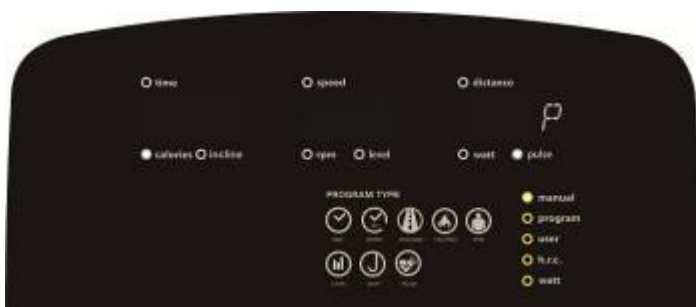 time speed distance
P
calories incline rpm level watt pulse
PROGRAM TYPE
manual
program
user
h.r.c.
watt